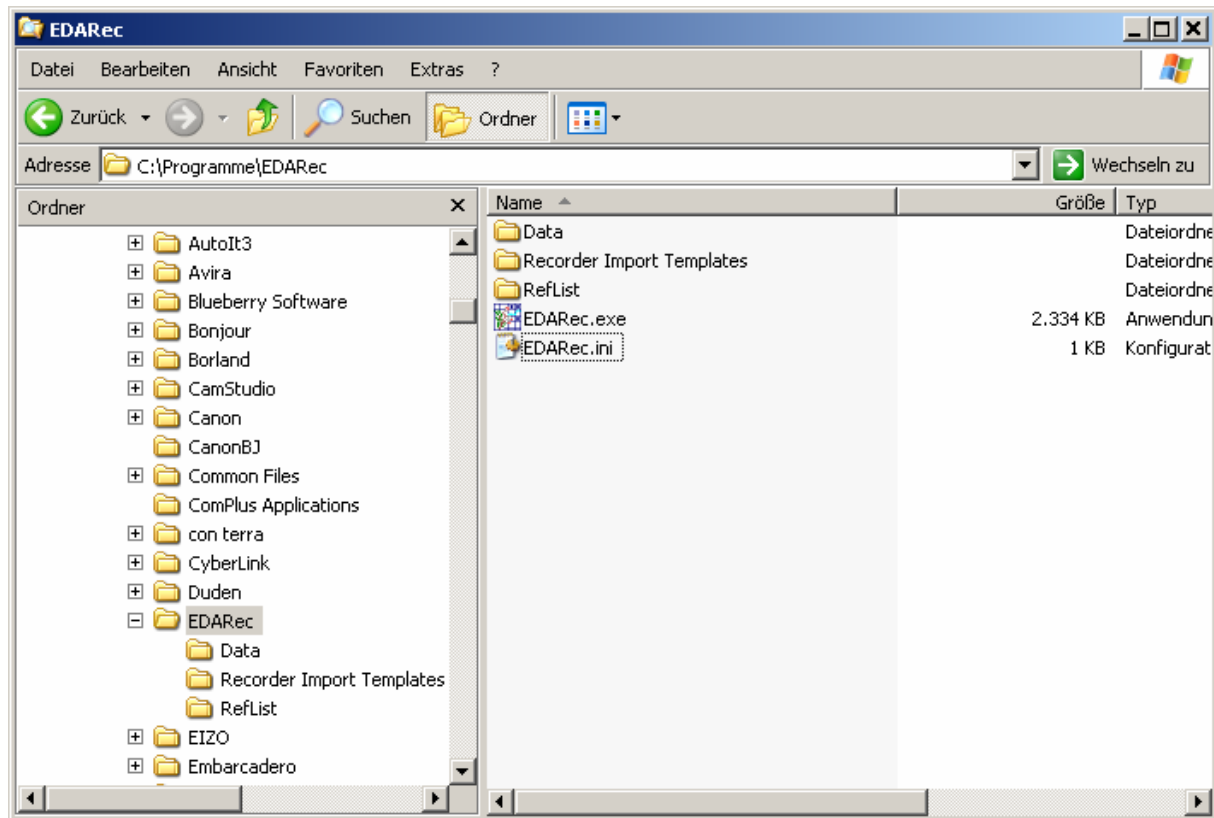 EDARec
Datei Bearbeiten Ansicht Favoriten Extras ?
Zurück Suchen Ordner
Adresse C:\Programme\EDARec Wechseln zu
Ordner
AutoIt3
Avira
Blueberry Software
Bonjour
Borland
CamStudio
Canon
CanonBJ
Common Files
ComPlus Applications
con terra
CyberLink
Duden
EDARec
Data
Recorder Import Templates
RefList
EIZO
Embarcadero
Name Größe Typ
Data Dateiordne
Recorder Import Templates Dateiordne
RefList Dateiordne
EDARec.exe 2.334 KB Anwendun
EDARec.ini 1 KB Konfigurat